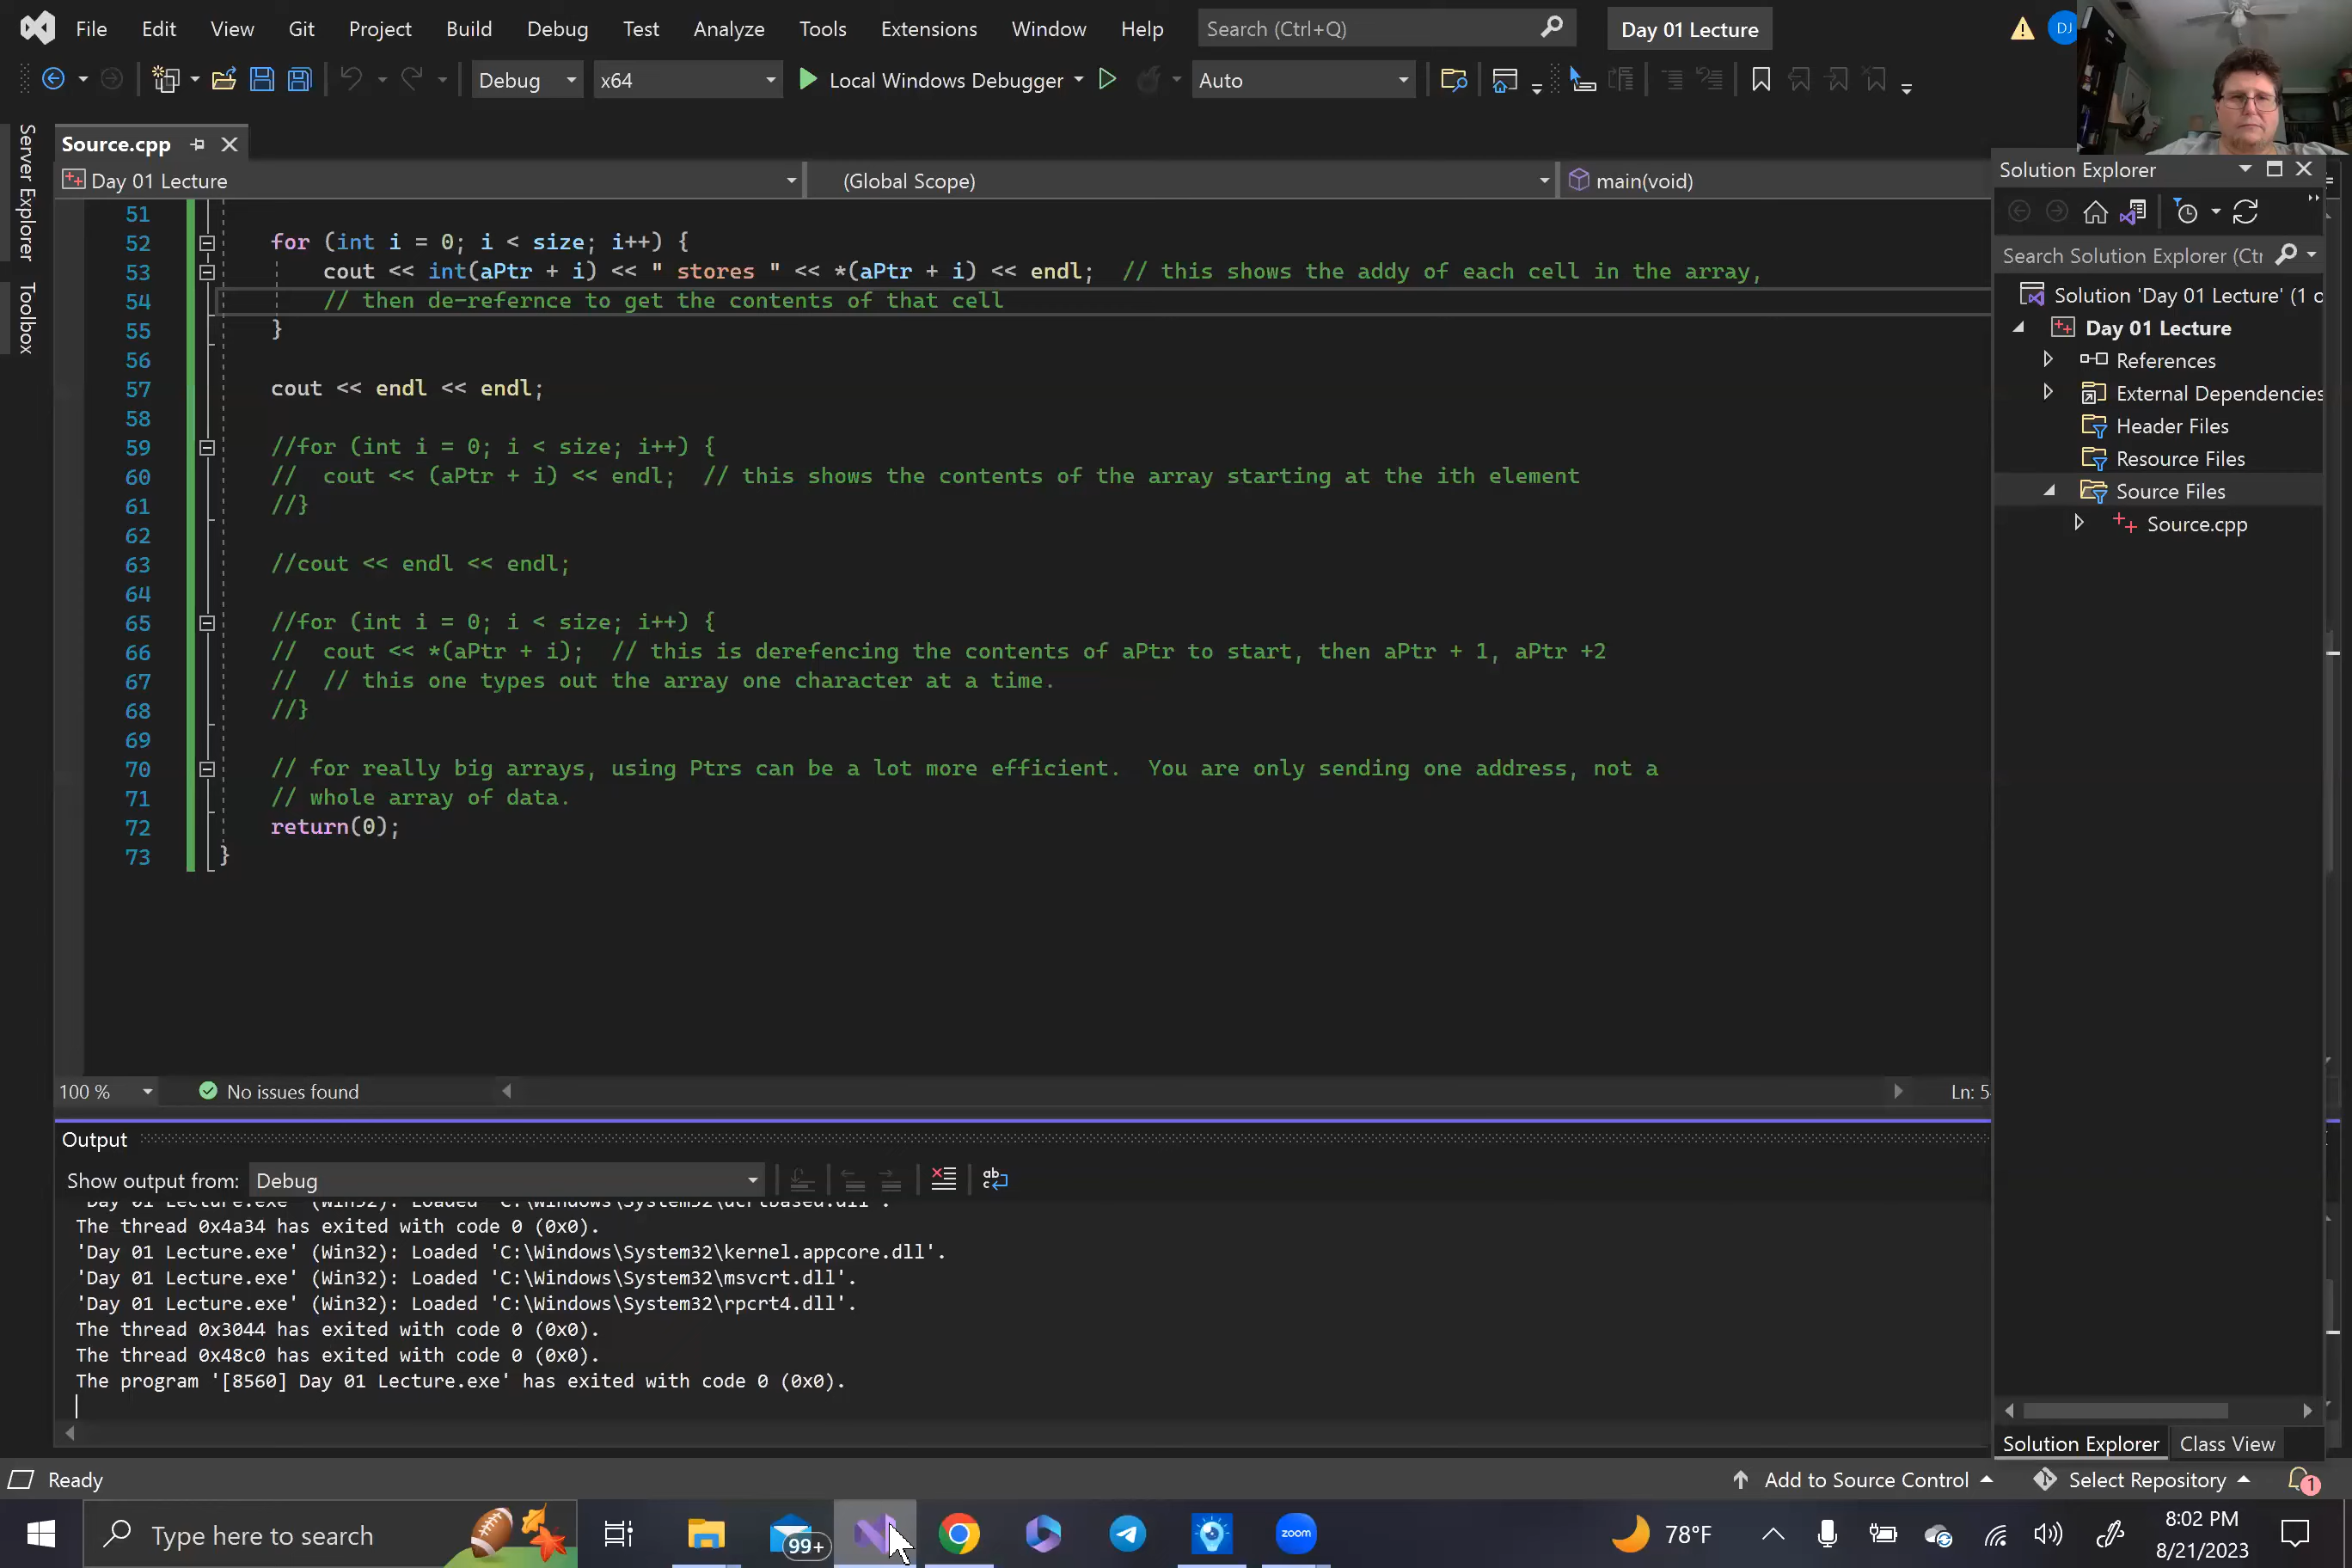 File Edit View Git Project Build Debug Test Analyze Tools Extensions Window Help Search (Ctrl+Q) Day 01 Lecture DJ
Debug x64 Local Windows Debugger Auto
Server Explorer
Toolbox
Source.cpp
Day 01 Lecture (Global Scope) main(void)
51
52 for (int i = 0; i < size; i++) {
53 cout << int(aPtr + i) << " stores " << *(aPtr + i) << endl; // this shows the addy of each cell in the array,
54 // then de-refernce to get the contents of that cell
55 }
56
57 cout << endl << endl;
58
59 //for (int i = 0; i < size; i++) {
60 // cout << (aPtr + i) << endl; // this shows the contents of the array starting at the ith element
61 //}
62
63 //cout << endl << endl;
64
65 //for (int i = 0; i < size; i++) {
66 // cout << *(aPtr + i); // this is derefencing the contents of aPtr to start, then aPtr + 1, aPtr +2
67 // // this one types out the array one character at a time.
68 //}
69
70 // for really big arrays, using Ptrs can be a lot more efficient. You are only sending one address, not a
71 // whole array of data.
72 return(0);
73 }
100 % No issues found Ln: 5
Output
Show output from: Debug
'Day 01 Lecture.exe' (Win32): Loaded 'C:\Windows\System32\ucrtbased.dll'.
The thread 0x4a34 has exited with code 0 (0x0).
'Day 01 Lecture.exe' (Win32): Loaded 'C:\Windows\System32\kernel.appcore.dll'.
'Day 01 Lecture.exe' (Win32): Loaded 'C:\Windows\System32\msvcrt.dll'.
'Day 01 Lecture.exe' (Win32): Loaded 'C:\Windows\System32\rpcrt4.dll'.
The thread 0x3044 has exited with code 0 (0x0).
The thread 0x48c0 has exited with code 0 (0x0).
The program '[8560] Day 01 Lecture.exe' has exited with code 0 (0x0).
Solution Explorer
Search Solution Explorer (Ctr
Solution 'Day 01 Lecture' (1 o
Day 01 Lecture
References
External Dependencies
Header Files
Resource Files
Source Files
Source.cpp
Solution Explorer Class View
Ready Add to Source Control Select Repository 1
Type here to search 99+ zoom 78°F 8:02 PM
8/21/2023